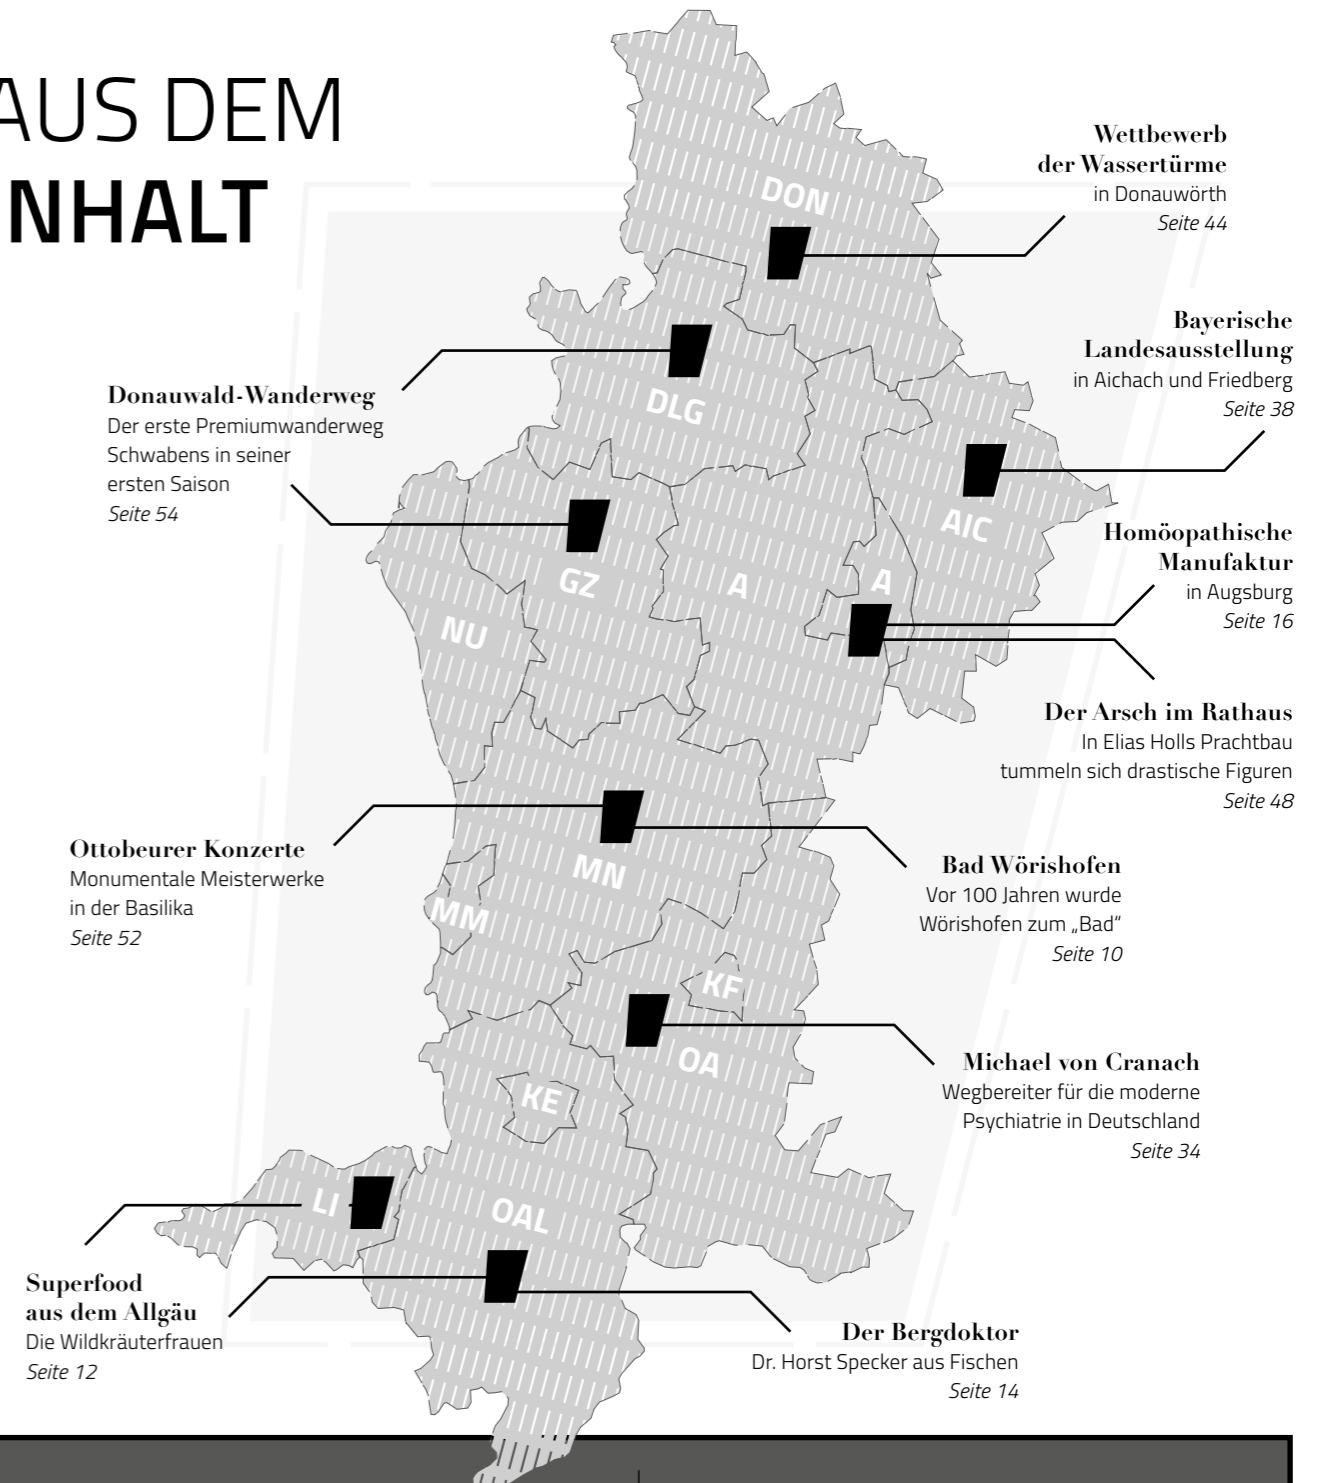 AUS DEM
NHALT
Wettbewerb
der Wassertürme
in Donauwörth
Seite 44
Bayerische
Landesausstellung
in Aichach und Friedberg
Seite 38
Donauwald-Wanderweg
Der erste Premiumwanderweg
Schwabens in seiner
ersten Saison
Seite 54
Homöopathische
Manufaktur
in Augsburg
Seite 16
Der Arsch im Rathaus
In Elias Holls Prachtbau
tummeln sich drastische Figuren
Seite 48
Ottobeurer Konzerte
Monumentale Meisterwerke
in der Basilika
Seite 52
Bad Wörishofen
Vor 100 Jahren wurde
Wörishofen zum „Bad“
Seite 10
Michael von Cranach
Wegbereiter für die moderne
Psychiatrie in Deutschland
Seite 34
Superfood
aus dem Allgäu
Die Wildkräuterfrauen
Seite 12
Der Bergdoktor
Dr. Horst Specker aus Fischen
Seite 14
DON
DLG
AIC
GZ
A
A
NU
MN
MM
KF
OA
KE
LI
OAL